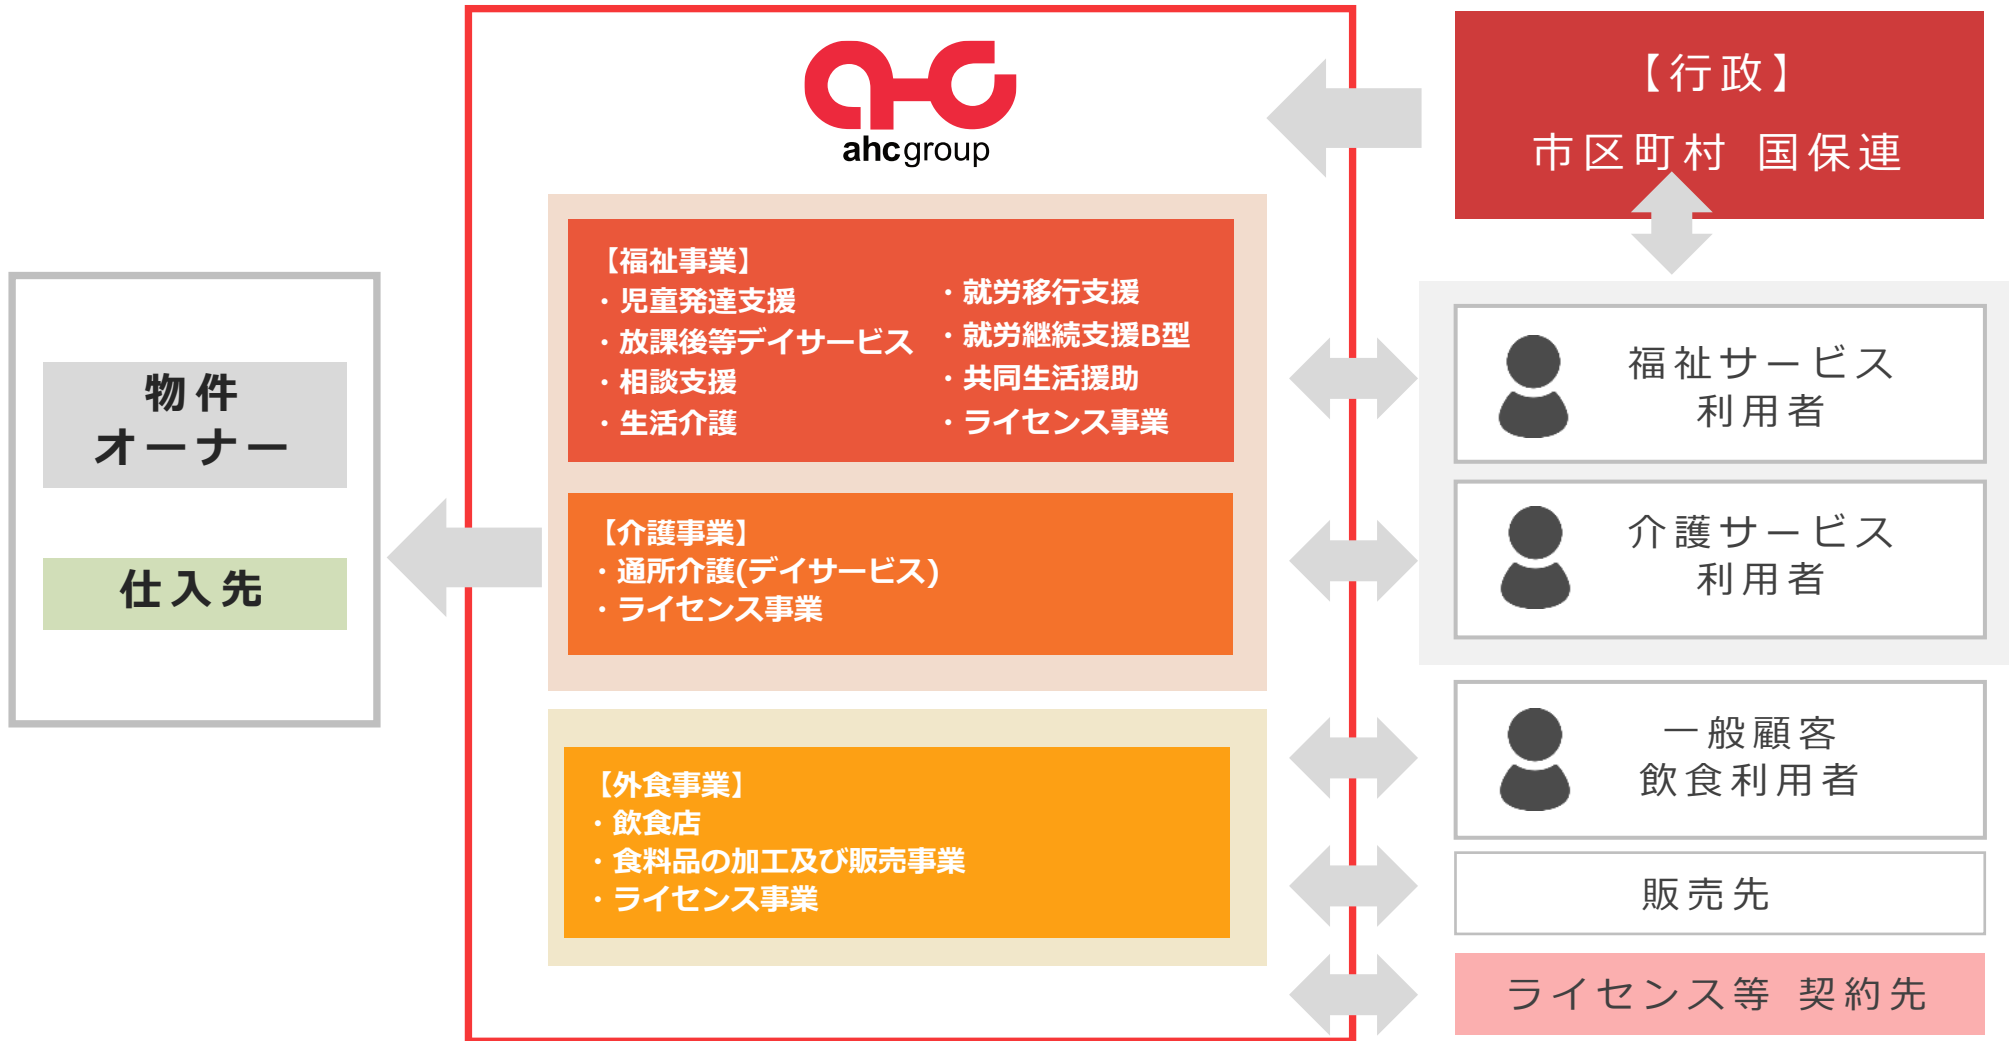 ahcgroup
【行政】
市区町村 国保連
物件
オーナー
仕入先
【福祉事業】
・児童発達支援
・放課後等デイサービス
・相談支援
・生活介護
・就労移行支援
・就労継続支援B型
・共同生活援助
・ライセンス事業
【介護事業】
・通所介護(デイサービス)
・ライセンス事業
【外食事業】
・飲食店
・食料品の加工及び販売事業
・ライセンス事業
福祉サービス
利用者
介護サービス
利用者
一般顧客
飲食利用者
販売先
ライセンス等 契約先